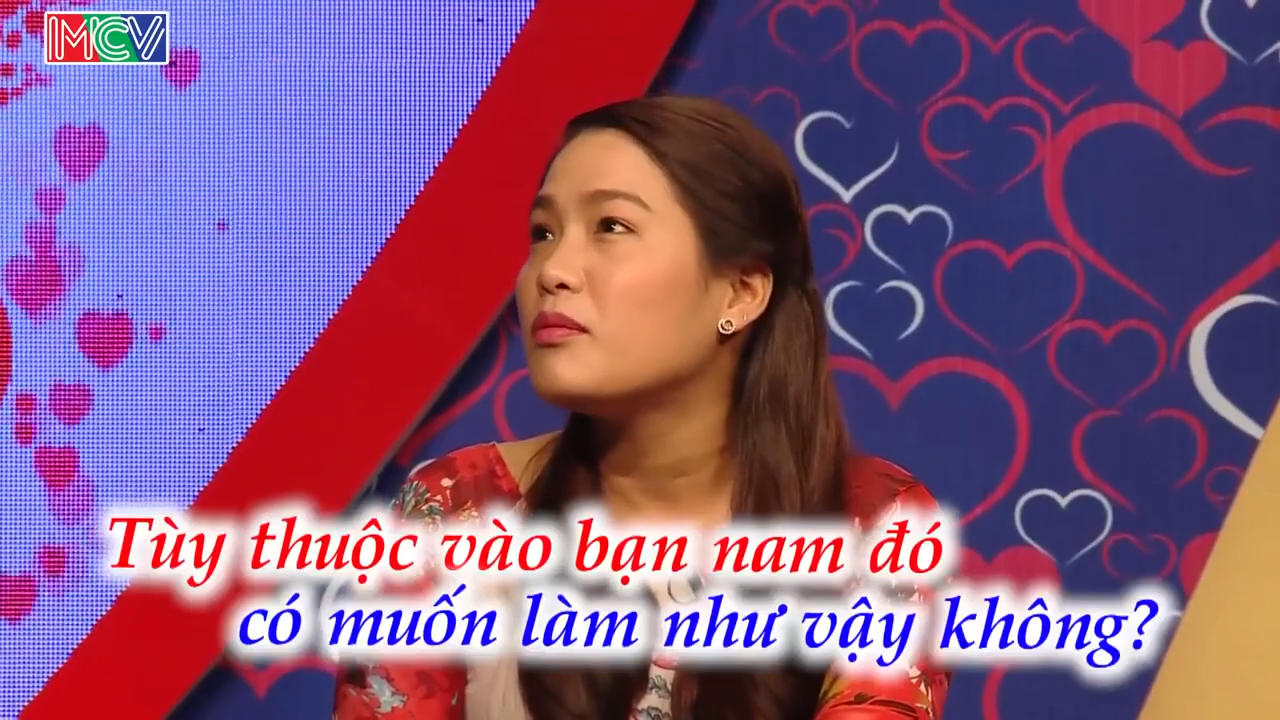 MCV
Tùy thuộc vào bạn nam đó
có muốn làm như vậy không?